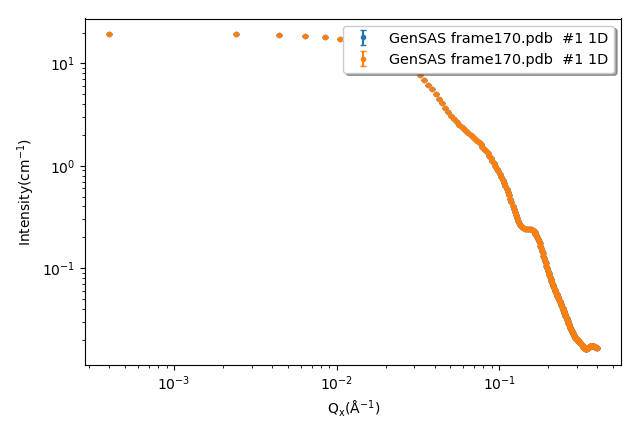 GenSAS frame170.pdb  #1 1D
GenSAS frame170.pdb  #1 1D
Intensity(cm⁻¹)
10¹
10⁰
10⁻¹
10⁻³
10⁻²
10⁻¹
Qₓ(Å⁻¹)